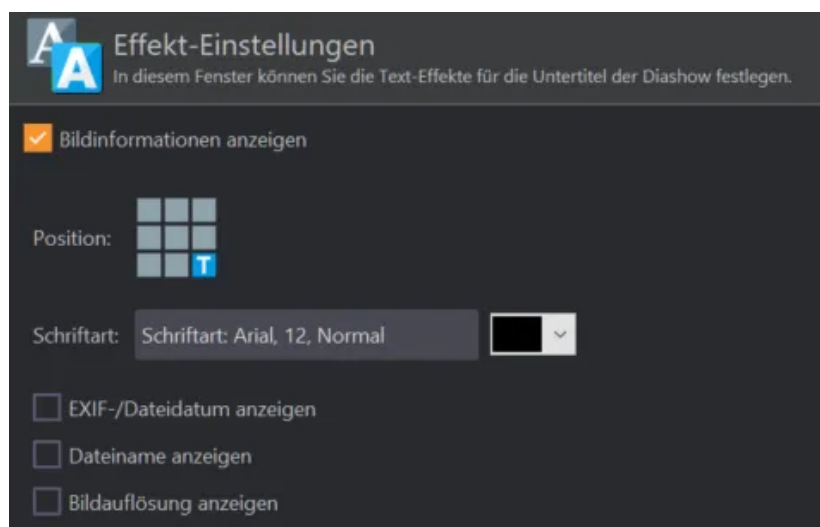 Effekt-Einstellungen
In diesem Fenster können Sie die Text-Effekte für die Untertitel der Diashow festlegen.
Bildinformationen anzeigen
Position:
T
Schriftart: Schriftart: Arial, 12, Normal
EXIF-/Dateidatum anzeigen
Dateiname anzeigen
Bildauflösung anzeigen